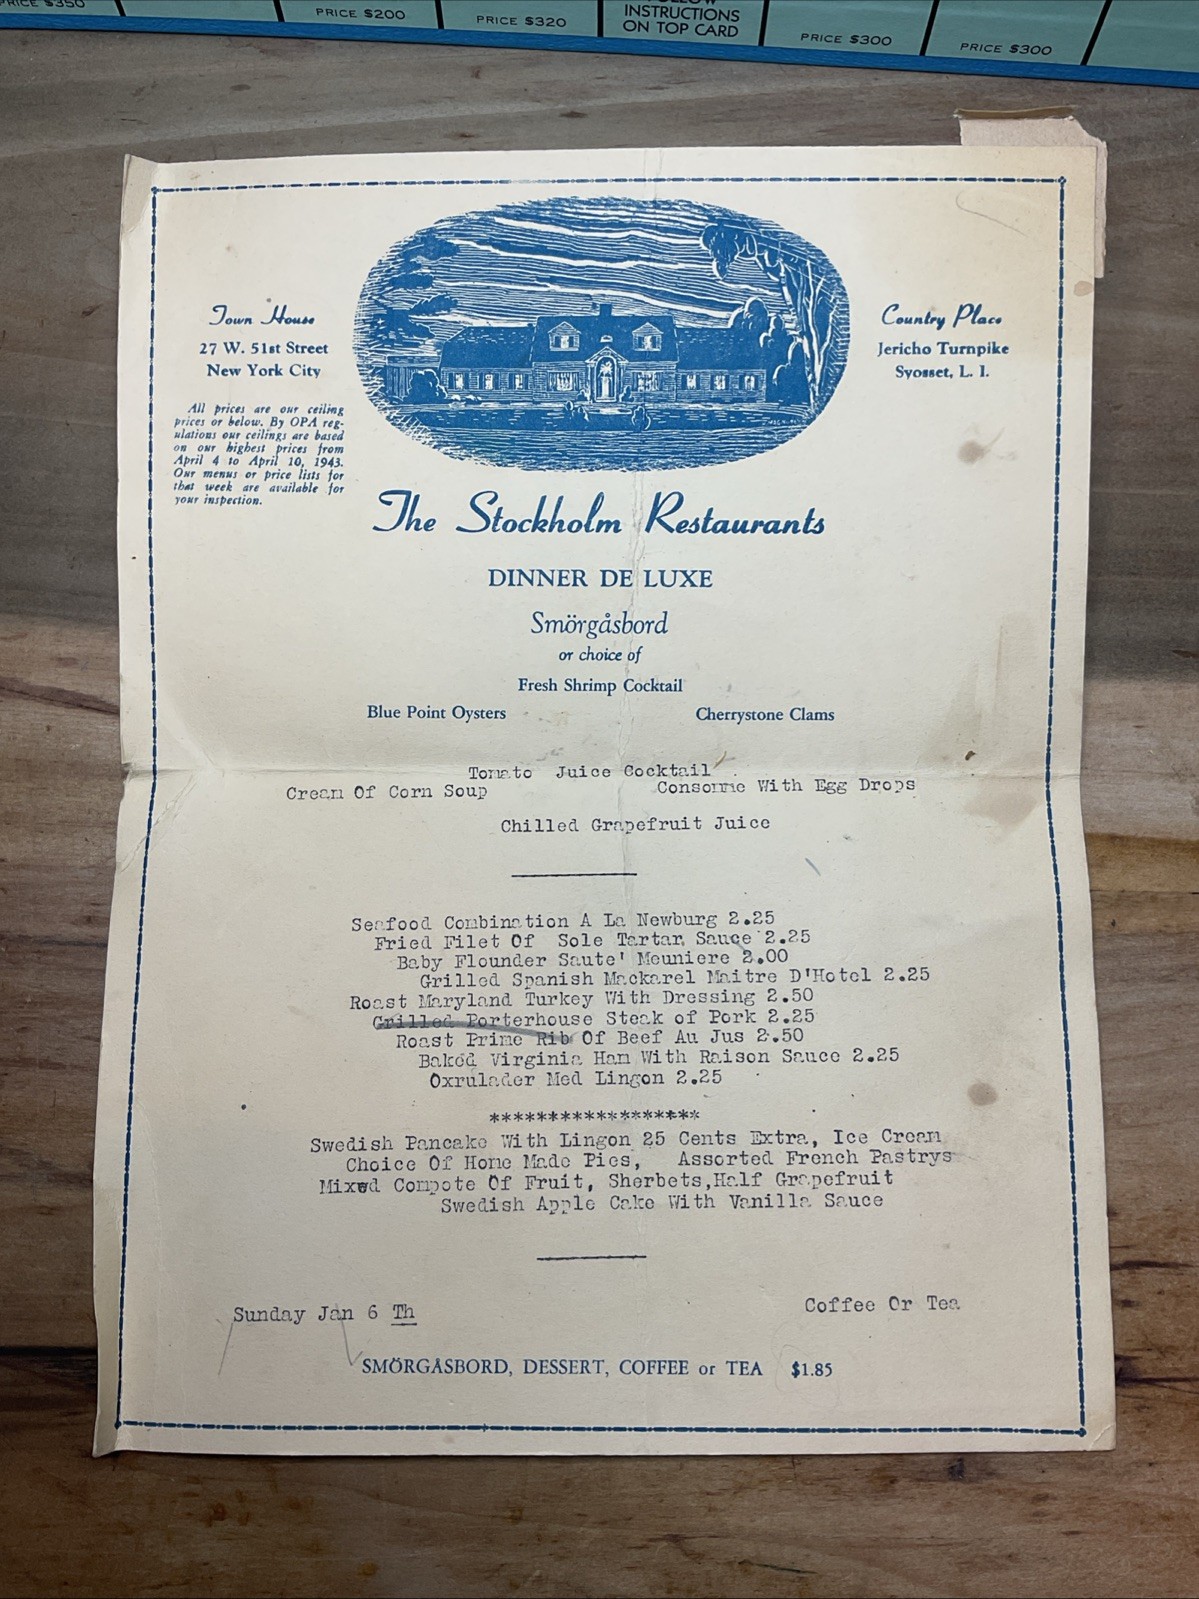 PRICE $350
PRICE $200
PRICE $320
INSTRUCTIONS
ON TOP CARD
PRICE $300
PRICE $300
Town House
27 W. 51st Street
New York City
Country Place
Jericho Turnpike
Syosset, L. I.
All prices are our ceiling
prices or below. By OPA reg-
ulations our ceilings are based
on our highest prices from
April 4 to April 10, 1943.
Our menus or price lists for
that week are available for
your inspection.
The Stockholm Restaurants
DINNER DE LUXE
Smörgåsbord
or choice of
Fresh Shrimp Cocktail
Blue Point Oysters
Cherrystone Clams
Tomato Juice Cocktail
Cream Of Corn Soup
Consomme With Egg Drops
Chilled Grapefruit Juice
Seafood Combination A La Newburg 2.25
Fried Filet Of Sole Tartar Sauce 2.25
Baby Flounder Saute' Meuniere 2.00
Grilled Spanish Mackarel Maitre D'Hotel 2.25
Roast Maryland Turkey With Dressing 2.50
Grilled Porterhouse Steak of Pork 2.25
Roast Prime Rib Of Beef Au Jus 2.50
Baked Virginia Ham With Raison Sauce 2.25
Oxrulader Med Lingon 2.25
******************
Swedish Pancake With Lingon 25 Cents Extra, Ice Cream
Choice Of Home Made Pies, Assorted French Pastrys
Mixed Compote Of Fruit, Sherbets,Half Grapefruit
Swedish Apple Cake With Vanilla Sauce
Sunday Jan 6 Th
Coffee Or Tea
SMÖRGÅSBORD, DESSERT, COFFEE or TEA $1.85